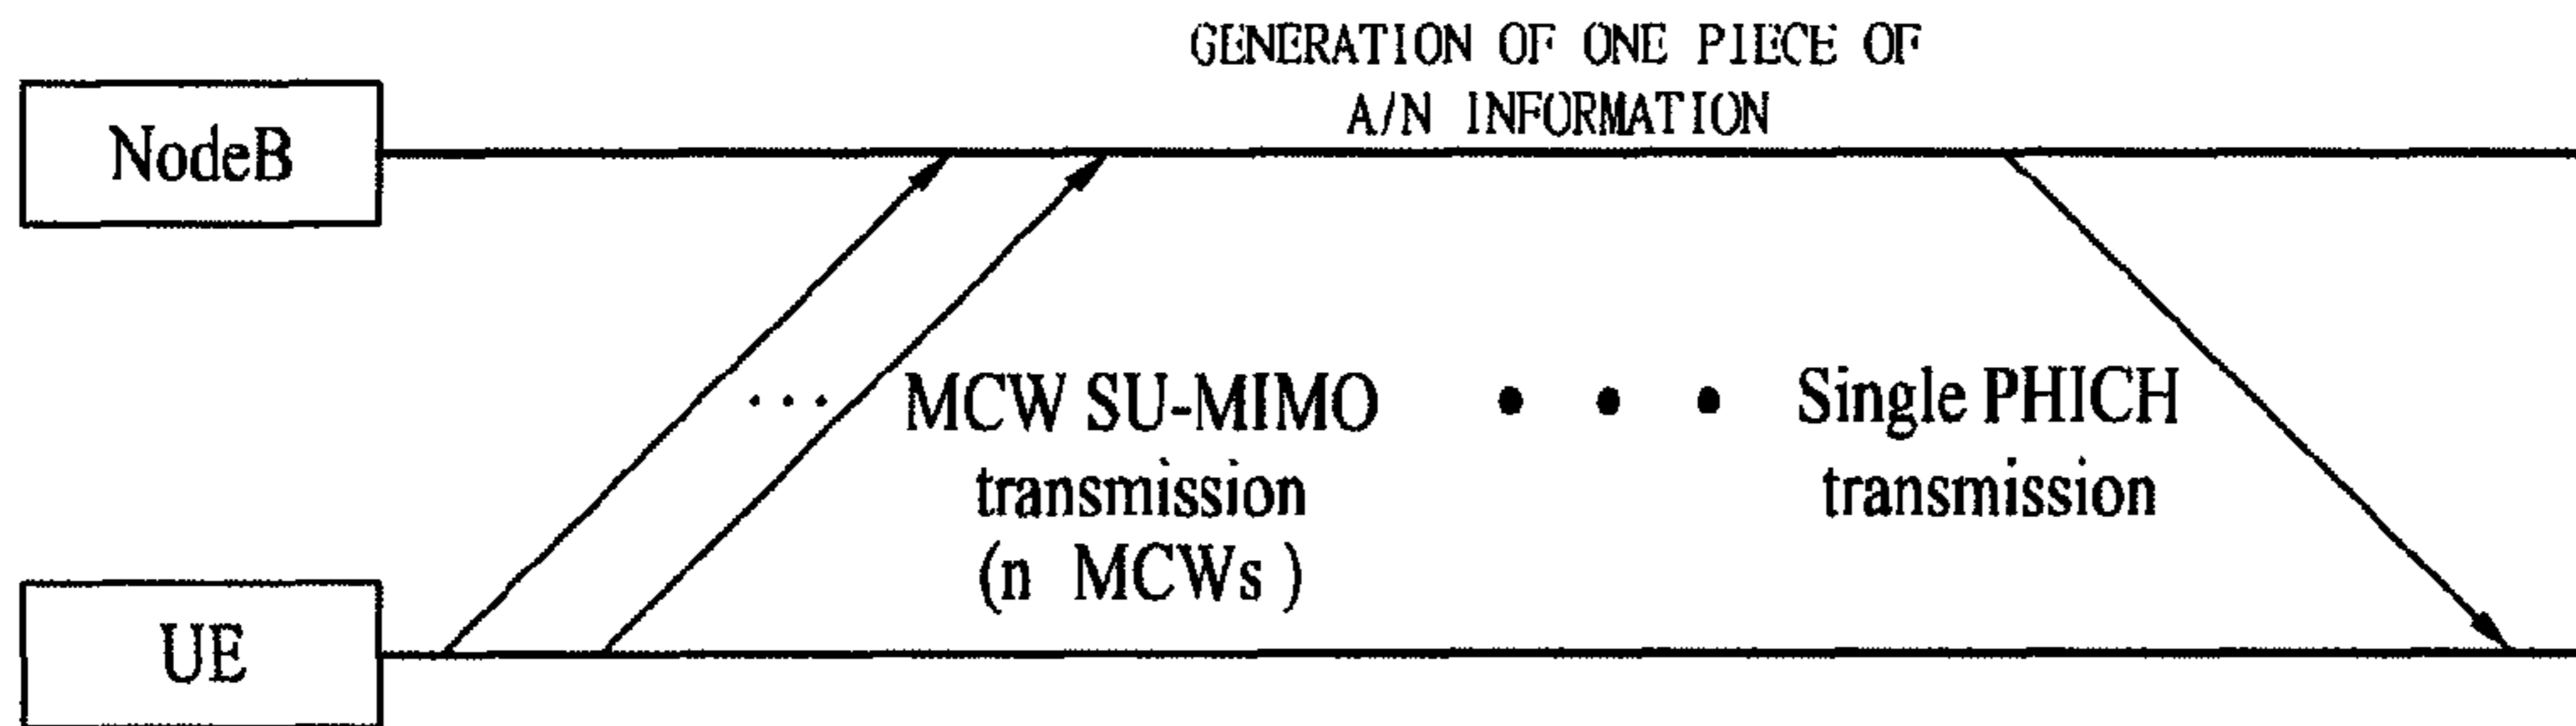 GENERATION OF ONE PIECE OF
A/N INFORMATION
NodeB
... MCW SU-MIMO
transmission
(n MCWs )
• • •
Single PHICH
transmission
UE